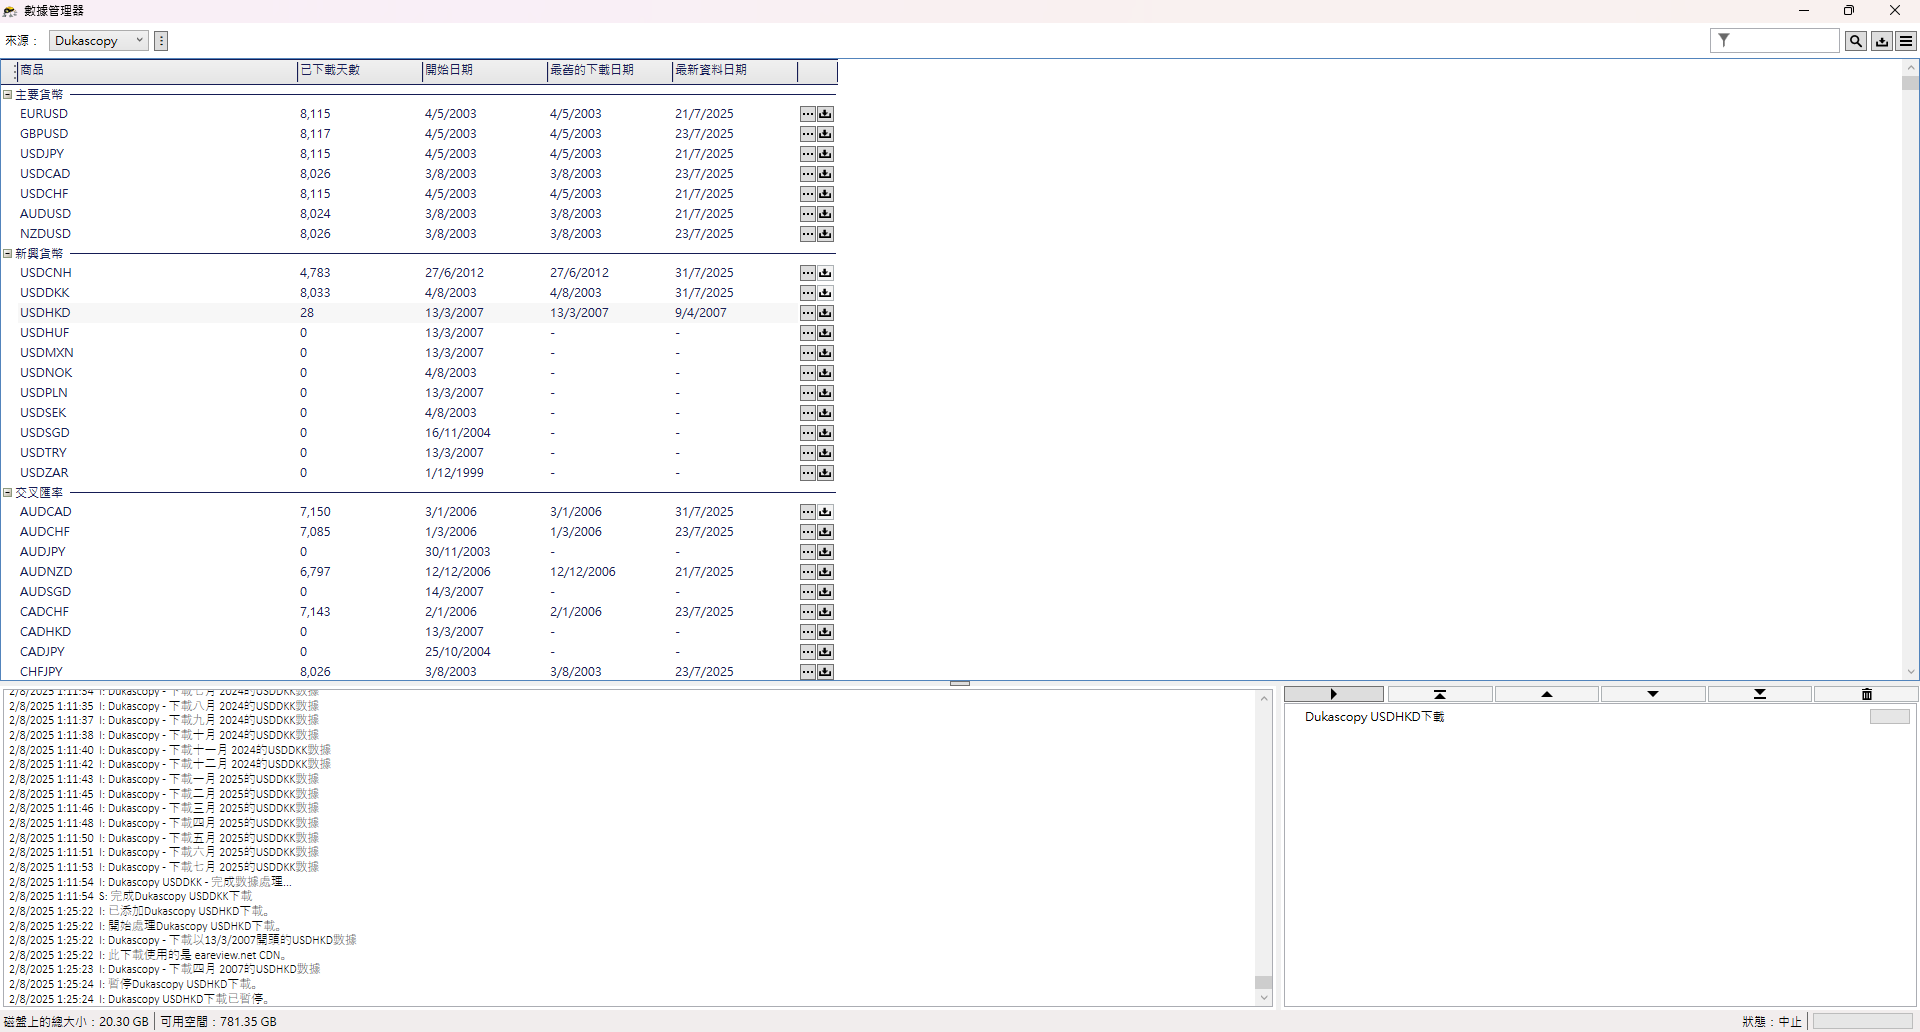 數據管理器
來源： Dukascopy
商品 已下載天數 開始日期 最舊的下載日期 最新資料日期
主要貨幣
EURUSD 8,115 4/5/2003 4/5/2003 21/7/2025
GBPUSD 8,117 4/5/2003 4/5/2003 23/7/2025
USDJPY 8,115 4/5/2003 4/5/2003 21/7/2025
USDCAD 8,026 3/8/2003 3/8/2003 23/7/2025
USDCHF 8,115 4/5/2003 4/5/2003 21/7/2025
AUDUSD 8,024 3/8/2003 3/8/2003 21/7/2025
NZDUSD 8,026 3/8/2003 3/8/2003 23/7/2025
新興貨幣
USDCNH 4,783 27/6/2012 27/6/2012 31/7/2025
USDDKK 8,033 4/8/2003 4/8/2003 31/7/2025
USDHKD 28 13/3/2007 13/3/2007 9/4/2007
USDHUF 0 13/3/2007 - -
USDMXN 0 13/3/2007 - -
USDNOK 0 4/8/2003 - -
USDPLN 0 13/3/2007 - -
USDSEK 0 4/8/2003 - -
USDSGD 0 16/11/2004 - -
USDTRY 0 13/3/2007 - -
USDZAR 0 1/12/1999 - -
交叉匯率
AUDCAD 7,150 3/1/2006 3/1/2006 31/7/2025
AUDCHF 7,085 1/3/2006 1/3/2006 23/7/2025
AUDJPY 0 30/11/2003 - -
AUDNZD 6,797 12/12/2006 12/12/2006 21/7/2025
AUDSGD 0 14/3/2007 - -
CADCHF 7,143 2/1/2006 2/1/2006 23/7/2025
CADHKD 0 13/3/2007 - -
CADJPY 0 25/10/2004 - -
CHFJPY 8,026 3/8/2003 3/8/2003 23/7/2025
2/8/2025 1:11:34 I: Dukascopy - 下載七月 2024的USDDKK數據
2/8/2025 1:11:35 I: Dukascopy - 下載八月 2024的USDDKK數據
2/8/2025 1:11:37 I: Dukascopy - 下載九月 2024的USDDKK數據
2/8/2025 1:11:38 I: Dukascopy - 下載十月 2024的USDDKK數據
2/8/2025 1:11:40 I: Dukascopy - 下載十一月 2024的USDDKK數據
2/8/2025 1:11:42 I: Dukascopy - 下載十二月 2024的USDDKK數據
2/8/2025 1:11:43 I: Dukascopy - 下載一月 2025的USDDKK數據
2/8/2025 1:11:45 I: Dukascopy - 下載二月 2025的USDDKK數據
2/8/2025 1:11:46 I: Dukascopy - 下載三月 2025的USDDKK數據
2/8/2025 1:11:48 I: Dukascopy - 下載四月 2025的USDDKK數據
2/8/2025 1:11:50 I: Dukascopy - 下載五月 2025的USDDKK數據
2/8/2025 1:11:51 I: Dukascopy - 下載六月 2025的USDDKK數據
2/8/2025 1:11:53 I: Dukascopy - 下載七月 2025的USDDKK數據
2/8/2025 1:11:54 I: Dukascopy USDDKK - 完成數據處理...
2/8/2025 1:11:54 S: 完成Dukascopy USDDKK下載
2/8/2025 1:25:22 I: 已添加Dukascopy USDHKD下載。
2/8/2025 1:25:22 I: 開始處理Dukascopy USDHKD下載。
2/8/2025 1:25:22 I: Dukascopy - 下載以13/3/2007開頭的USDHKD數據
2/8/2025 1:25:22 I: 此下載使用的是 eareview.net CDN。
2/8/2025 1:25:23 I: Dukascopy - 下載四月 2007的USDHKD數據
2/8/2025 1:25:24 I: 暫停Dukascopy USDHKD下載。
2/8/2025 1:25:24 I: Dukascopy USDHKD下載已暫停。
Dukascopy USDHKD下載
磁盤上的總大小：20.30 GB 可用空間：781.35 GB
狀態：中止